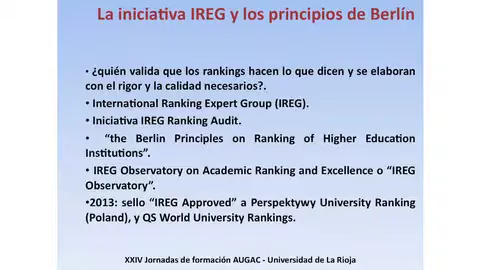 La iniciativa IREG y los principios de Berlín
• ¿quién valida que los rankings hacen lo que dicen y se elaboran
con el rigor y la calidad necesarios?.
• International Ranking Expert Group (IREG).
• Iniciativa IREG Ranking Audit.
• “the Berlin Principles on Ranking of Higher Education
Institutions”.
• IREG Observatory on Academic Ranking and Excellence o “IREG
Observatory”.
•2013: sello “IREG Approved” a Perspektywy University Ranking
(Poland), y QS World University Rankings.
XXIV Jornadas de formación AUGAC - Universidad de La Rioja